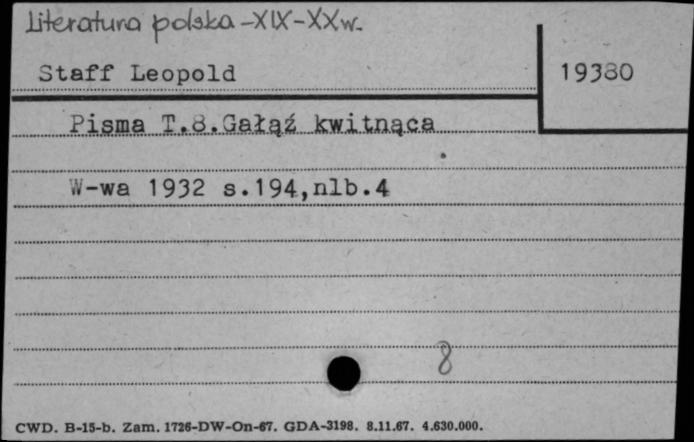 Literatura polska -XIX-XXw.
Staff Leopold
19380
Pisma T.8.Gałąź kwitnąca
W-wa 1932 s.194,nlb.4
8
CWD. B-15-b. Zam. 1726-DW-On-67. GDA-3198. 8.11.67. 4.630.000.